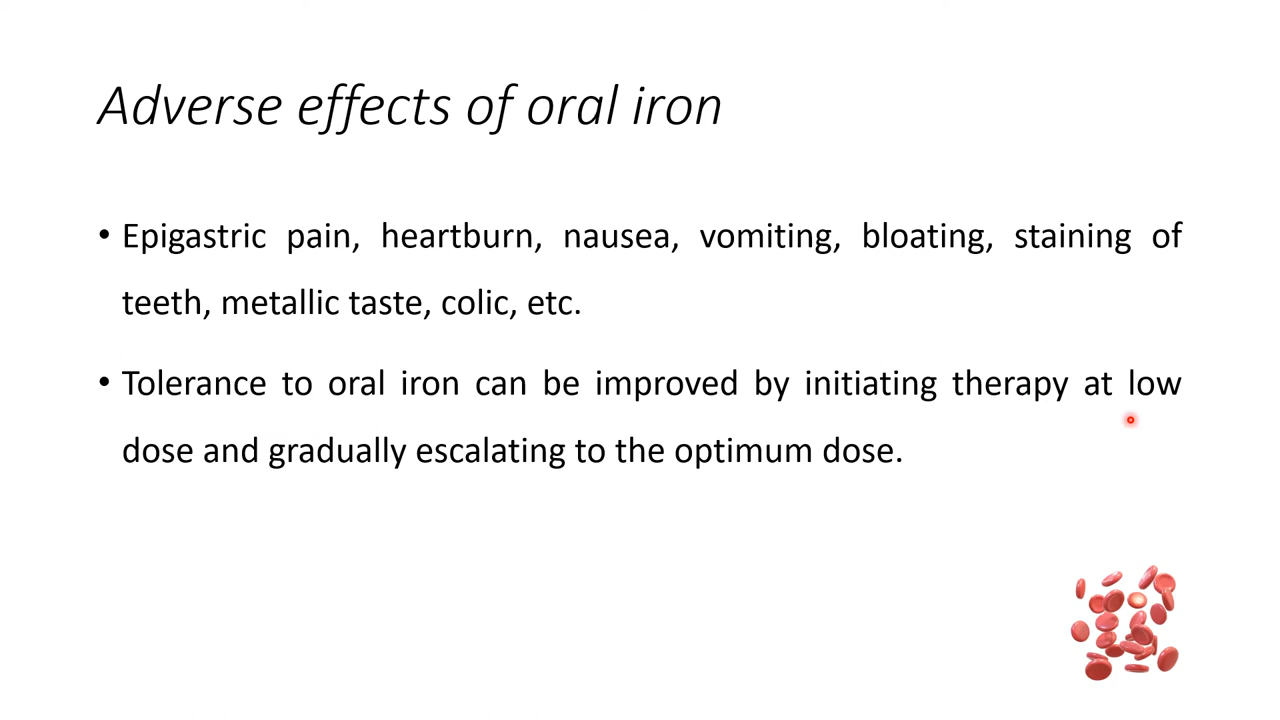 Adverse effects of oral iron
• Epigastric pain, heartburn, nausea, vomiting, bloating, staining of
teeth, metallic taste, colic, etc.
• Tolerance to oral iron can be improved by initiating therapy at low
dose and gradually escalating to the optimum dose.